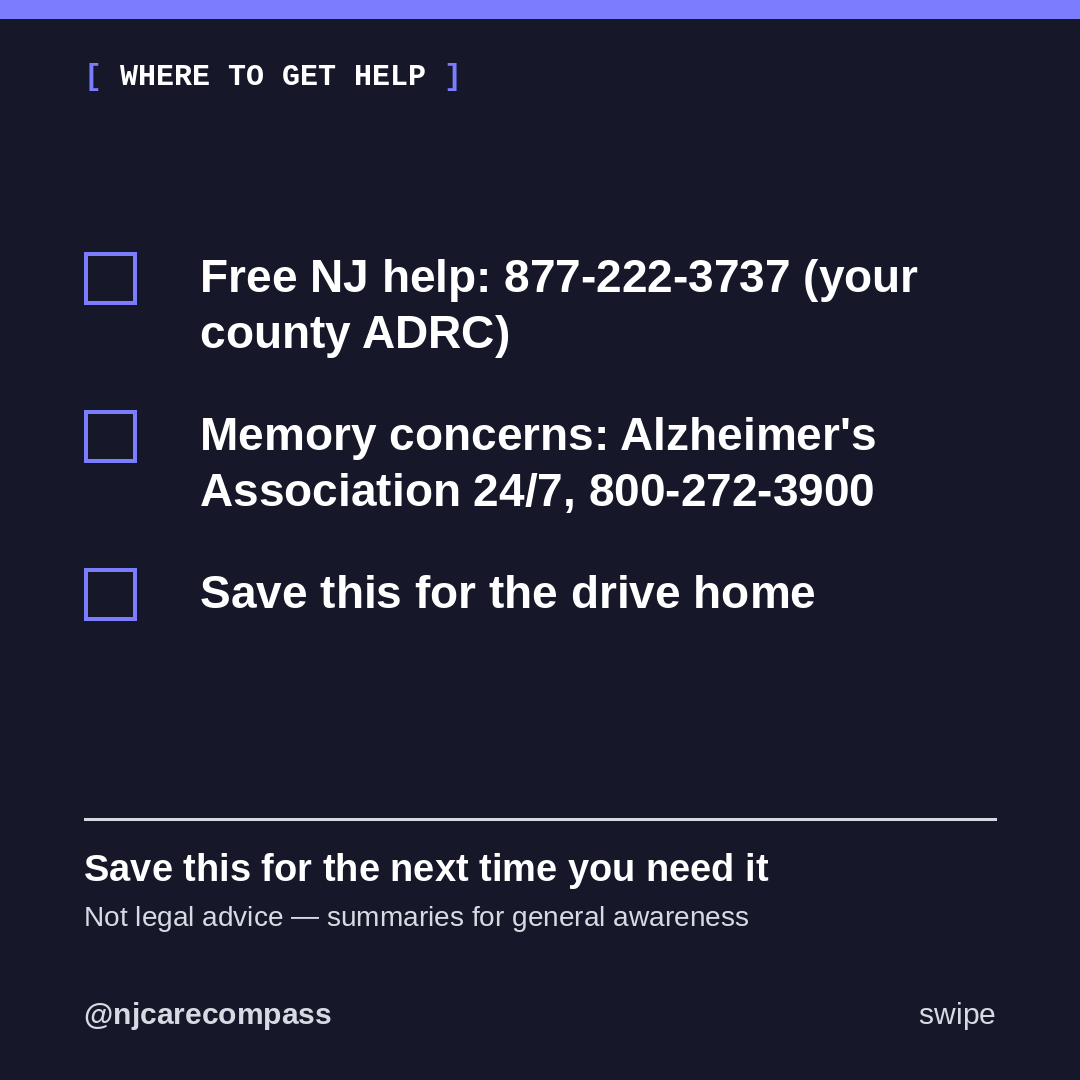 [ WHERE TO GET HELP ]
Free NJ help: 877-222-3737 (your
county ADRC)
Memory concerns: Alzheimer's
Association 24/7, 800-272-3900
Save this for the drive home
Save this for the next time you need it
Not legal advice — summaries for general awareness
@njcarecompass
swipe